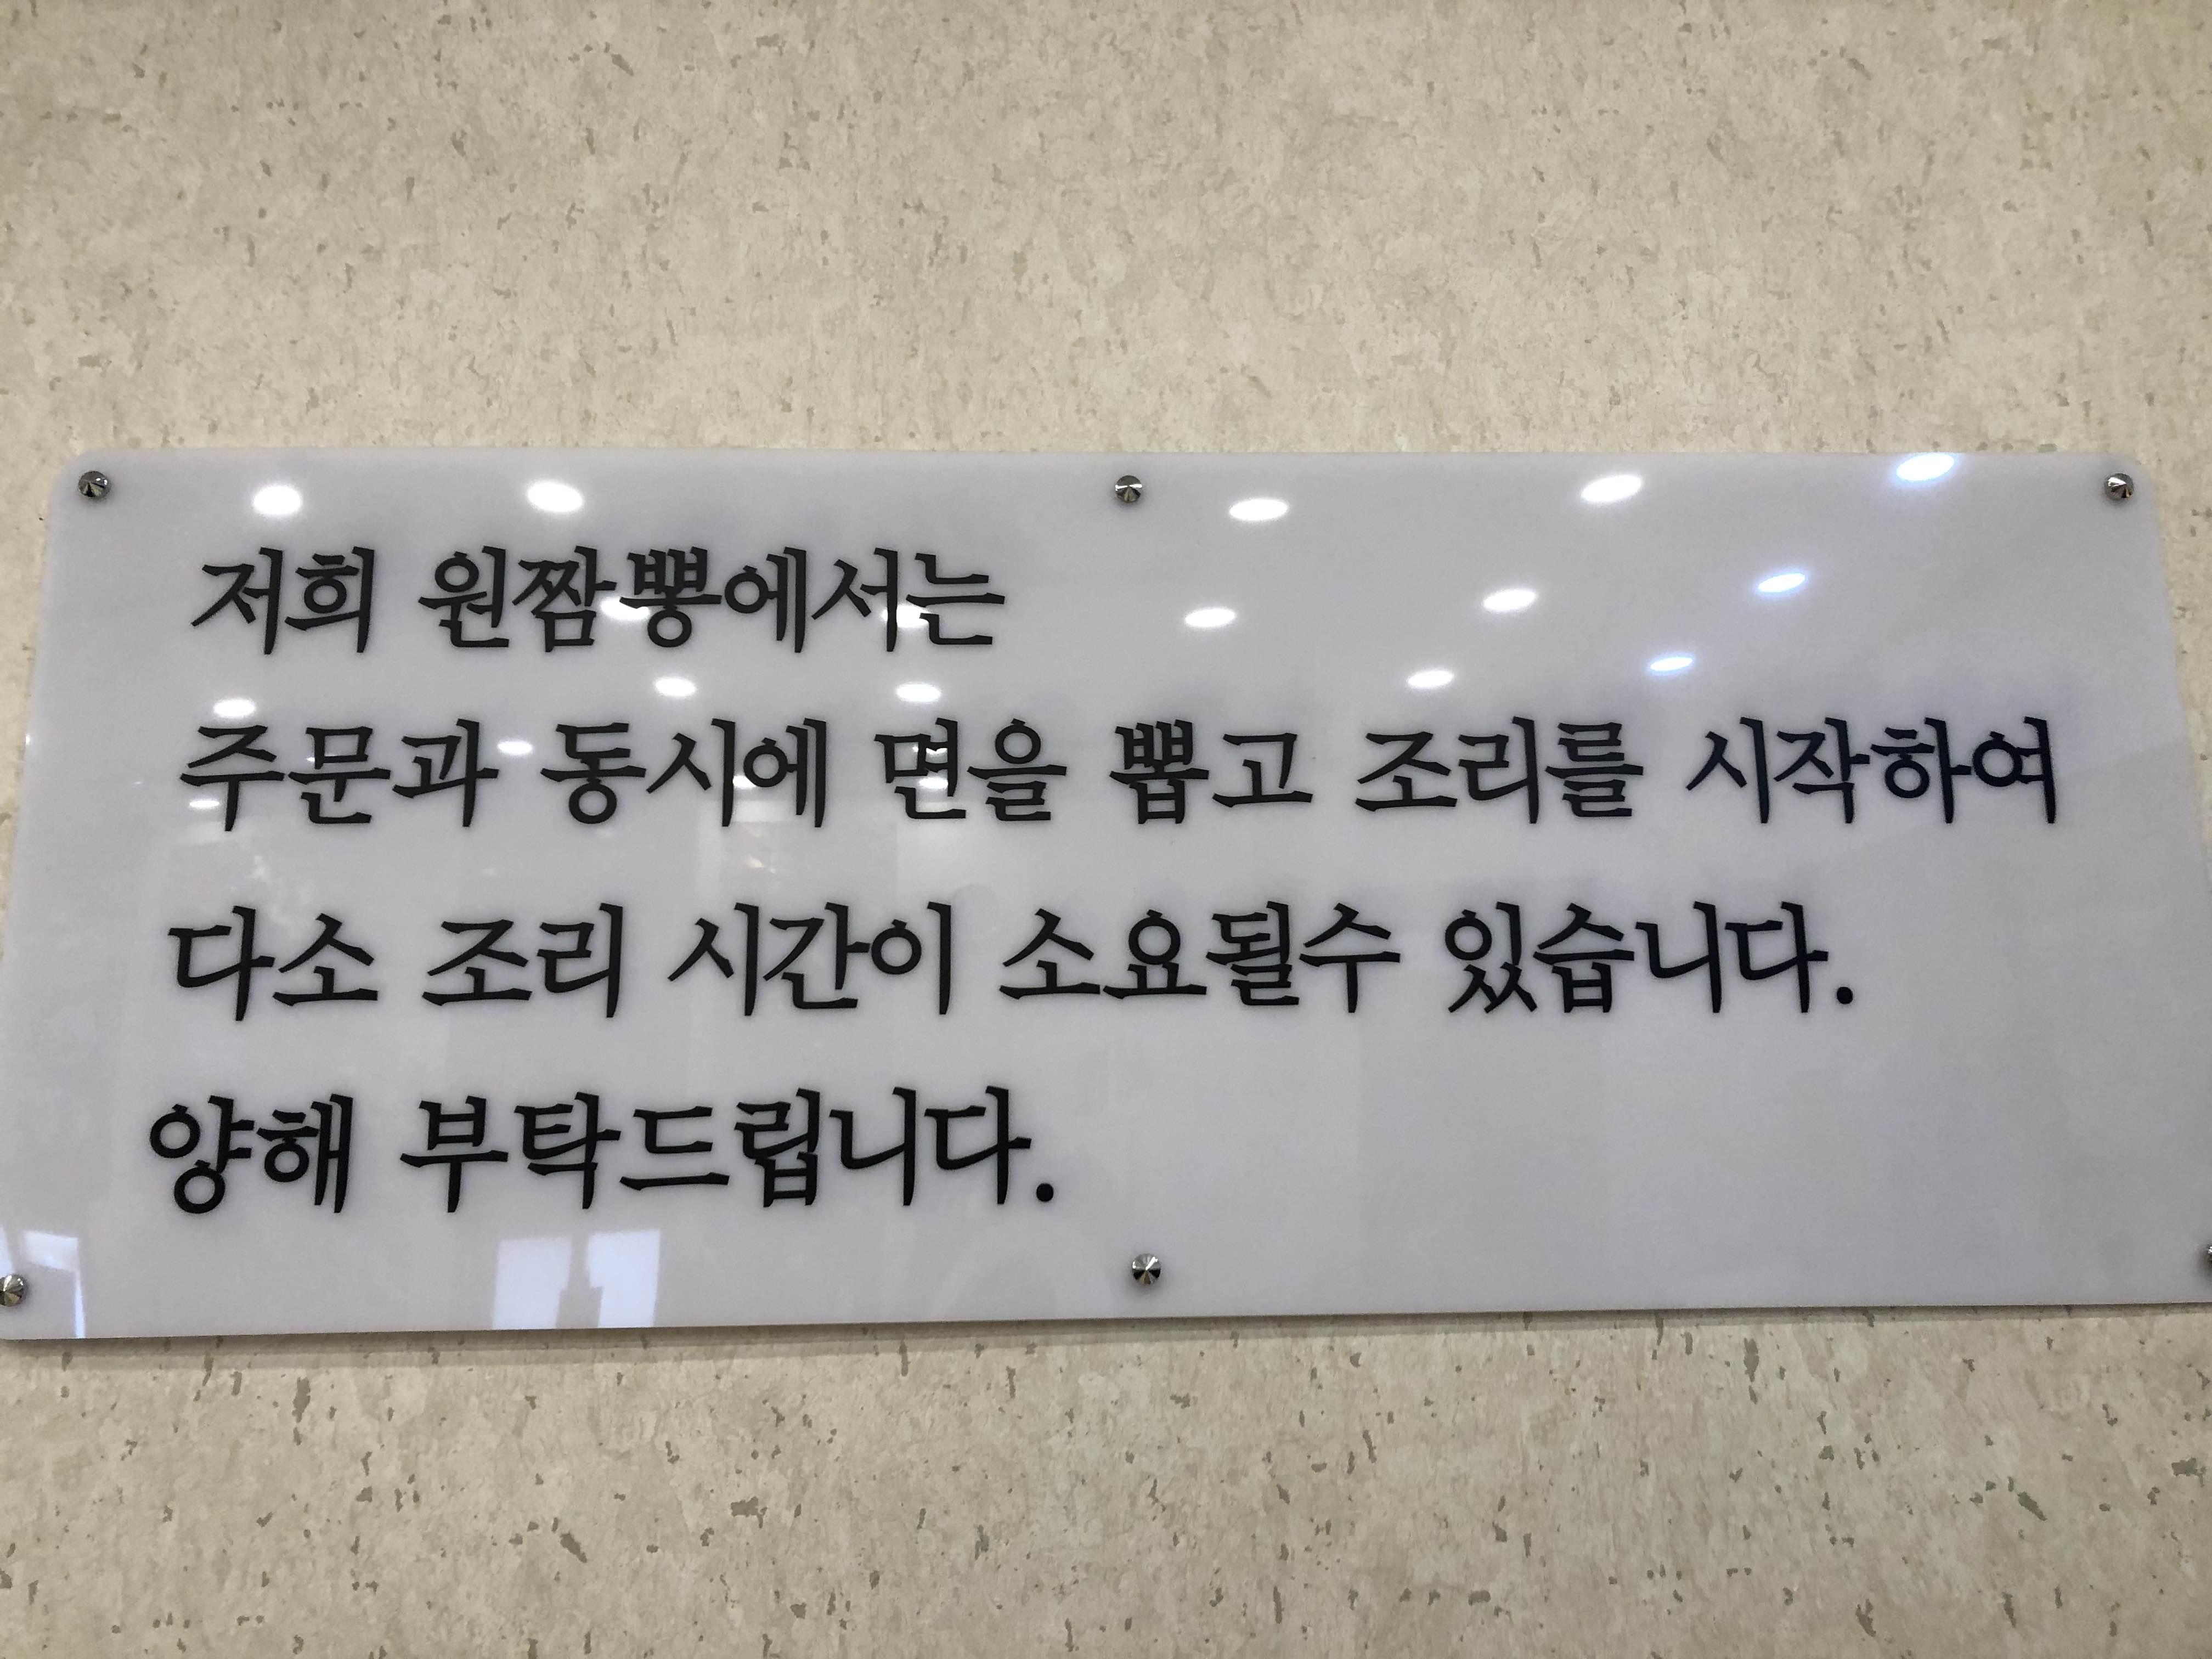 저희 원짬뽕에서는
주문과 동시에 면을 뽑고 조리를 시작하여
다소 조리 시간이 소요될수 있습니다.
양해 부탁드립니다.